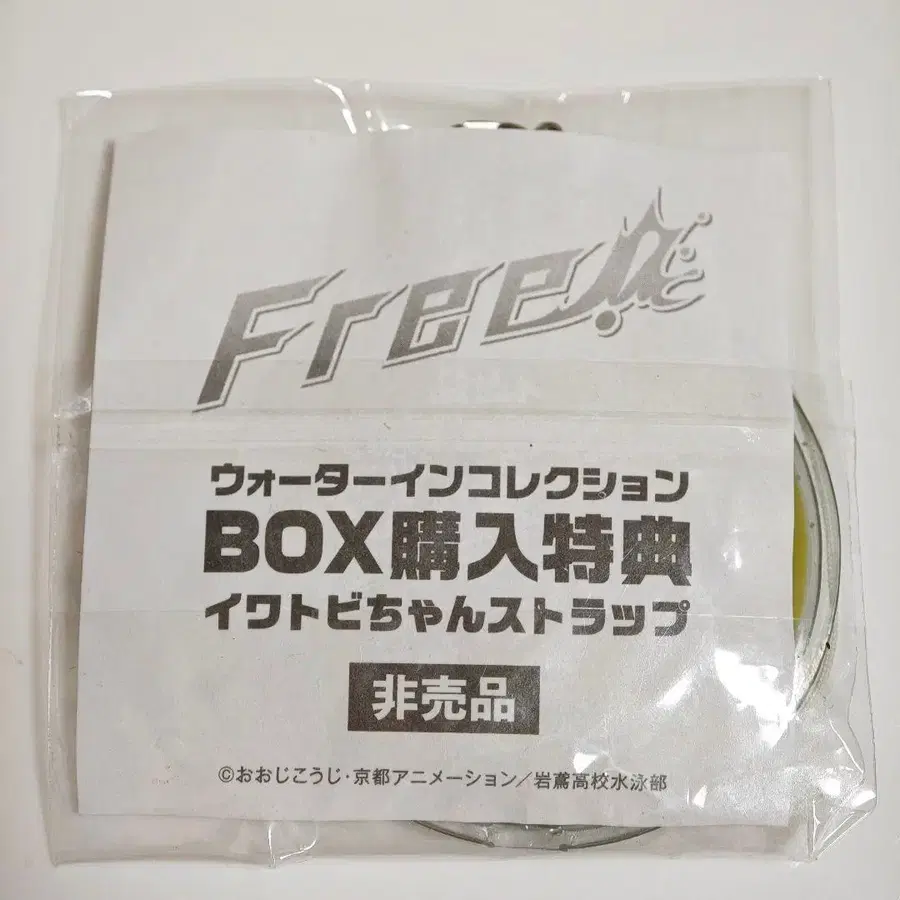 Free!
ウォーターインコレクション
BOX購入特典
イワトビちゃんストラップ
非売品
©おおじこうじ・京都アニメーション／岩鳶高校水泳部